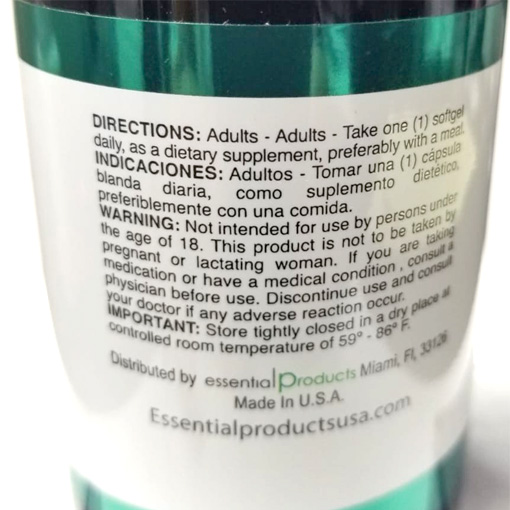 DIRECTIONS: Adults - Adults - Take one (1) softgel
daily, as a dietary supplement, preferably with a meal.
INDICACIONES: Adultos - Tomar una (1) cápsula
blanda diaria, como suplemento dietético,
preferiblemente con una comida.
WARNING: Not intended for use by persons under
the age of 18. This product is not to be taken by
pregnant or lactating woman. If you are taking
medication or have a medical condition , consult a
physician before use. Discontinue use and consult
your doctor if any adverse reaction occur.
IMPORTANT: Store tightly closed in a dry place at
controlled room temperature of 59° - 86° F.
Distributed by essential Products Miami, Fl, 33126
Made In U.S.A.
Essentialproductsusa.com